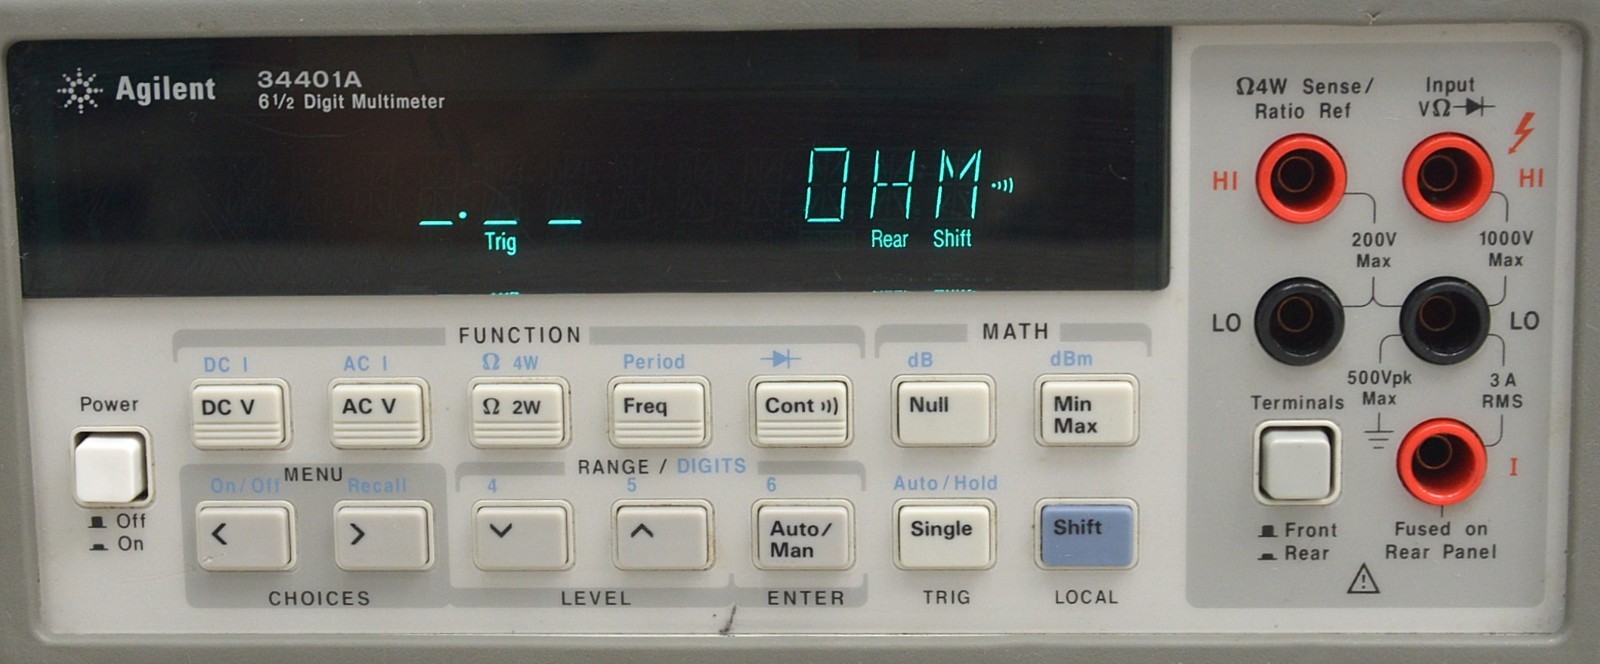 Agilent
34401A
6½ Digit Multimeter
_._ _ OHM
Trig Rear Shift
FUNCTION
MATH
DC I AC I Ω 4W Period dB dBm
DC V AC V Ω 2W Freq Cont Null Min Max
Power
Off
On
MENU
RANGE / DIGITS
On/Off Recall 4 5 6 Auto/Hold
< > Auto/Man Single Shift
CHOICES LEVEL ENTER TRIG LOCAL
Ω4W Sense/
Ratio Ref
Input
VΩ
HI HI
200V
Max
1000V
Max
LO LO
500Vpk
Max
3A
RMS
Terminals
I
Front
Rear
Fused on
Rear Panel